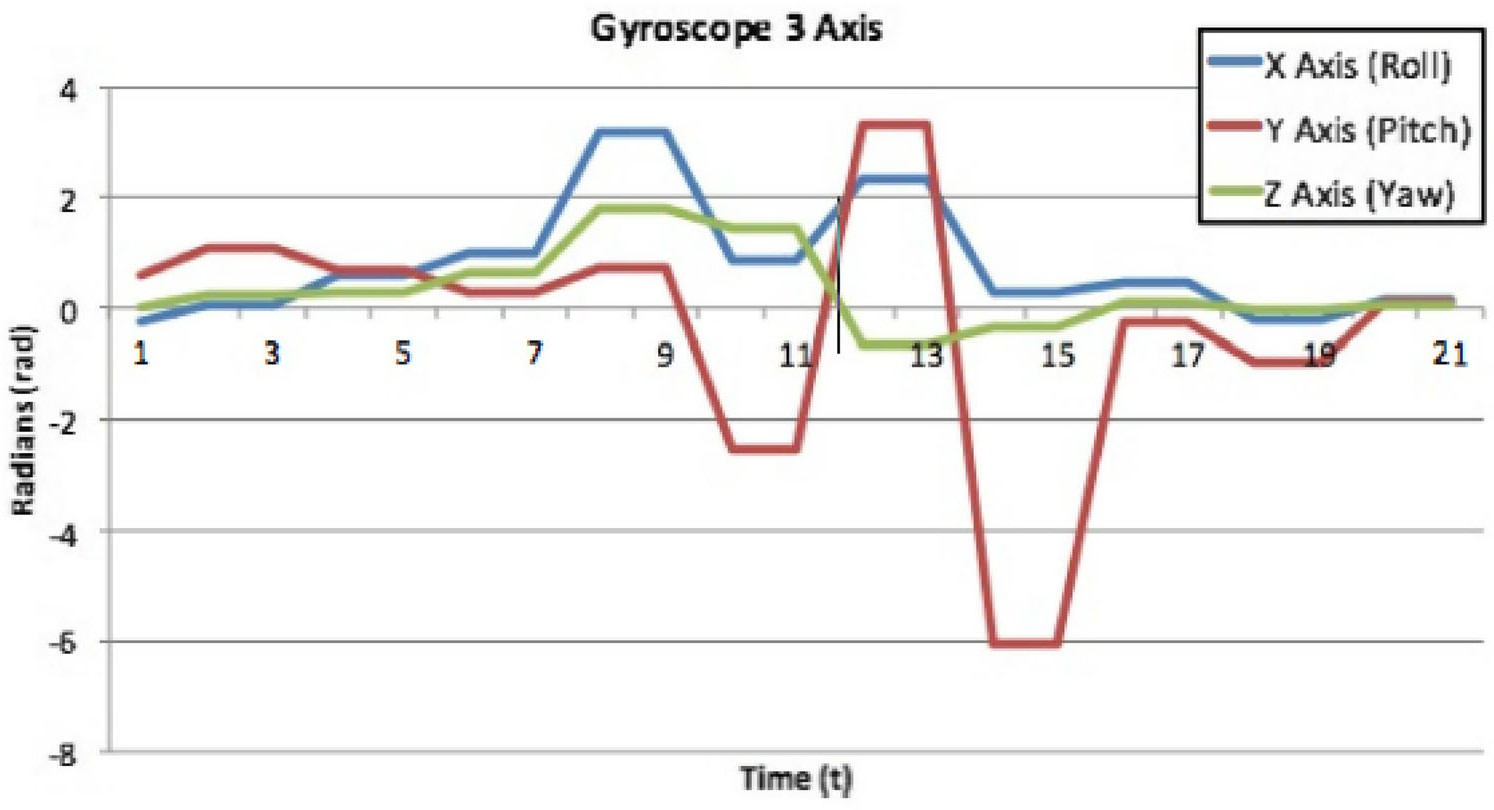 Gyroscope 3 Axis
X Axis (Roll)
Y Axis (Pitch)
Z Axis (Yaw)
4
2
0
-2
-4
-6
-8
Radians (rad)
1 3 5 7 9 11 13 15 17 19 21
Time (t)